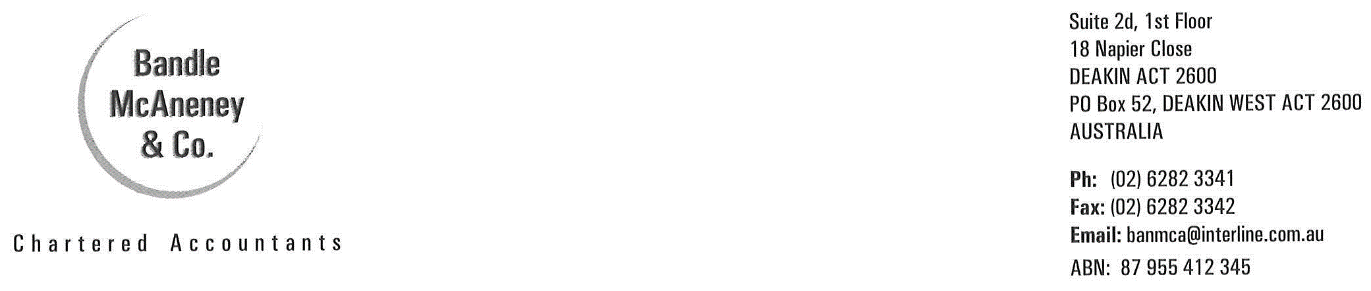 Bandle
McAneney
& Co.
Chartered Accountants
Suite 2d, 1st Floor
18 Napier Close
DEAKIN ACT 2600
PO Box 52, DEAKIN WEST ACT 2600
AUSTRALIA
Ph: (02) 6282 3341
Fax: (02) 6282 3342
Email: banmca@interline.com.au
ABN: 87 955 412 345